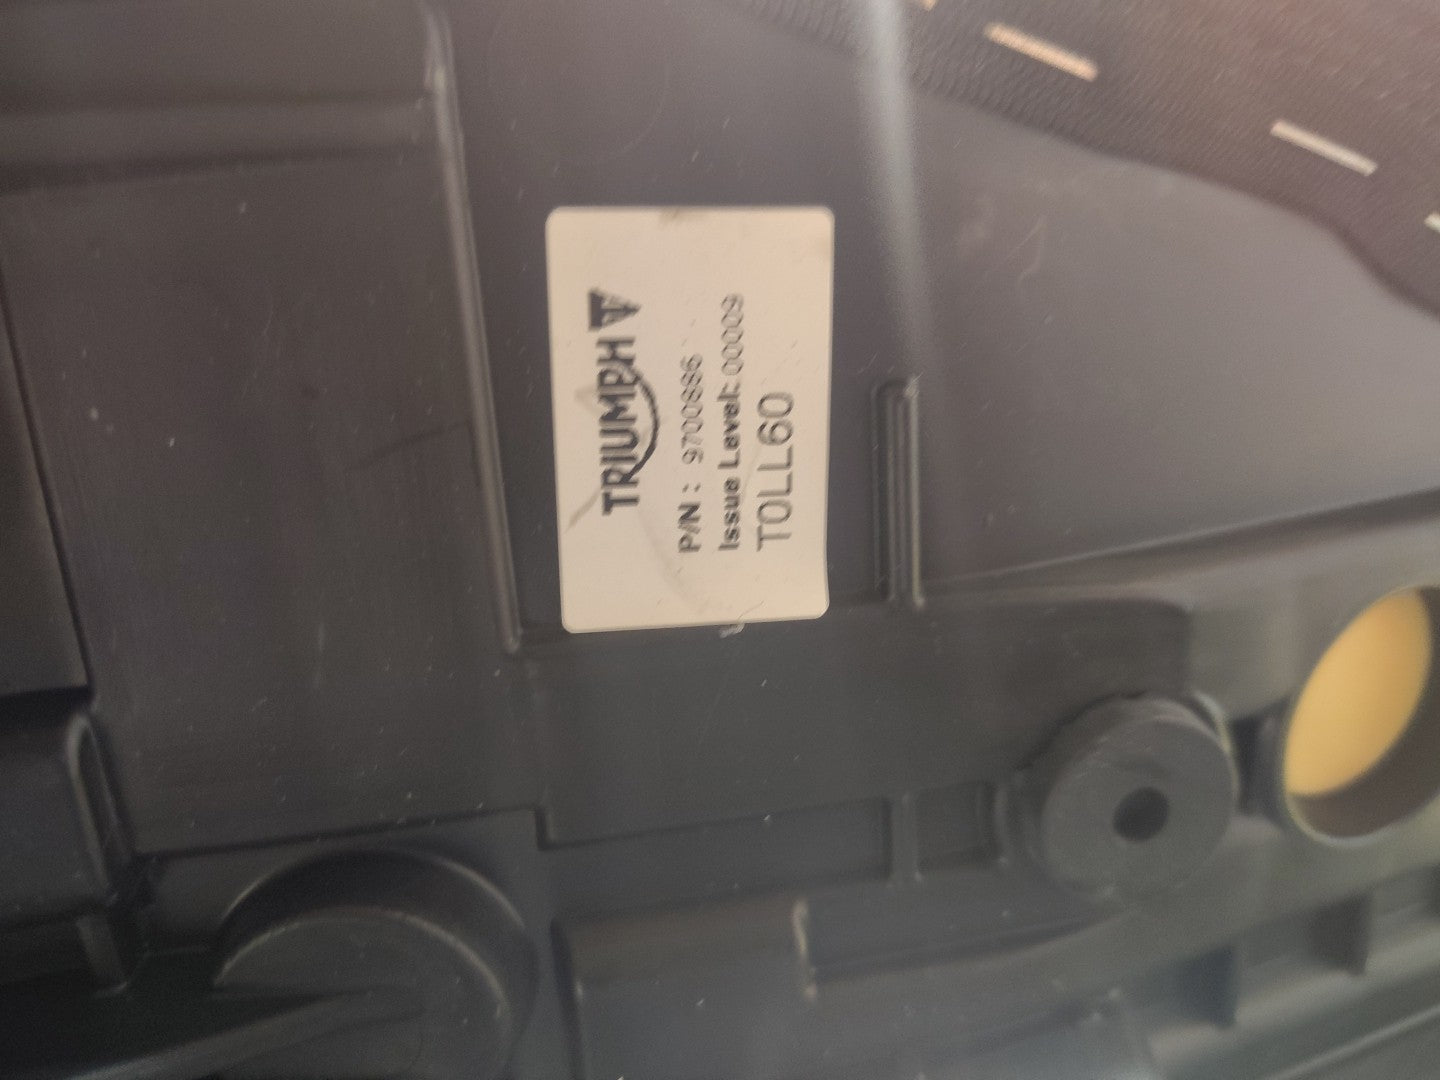 TRIUMPH
P/N : 9700886
Issue Level: 00009
TOLL60